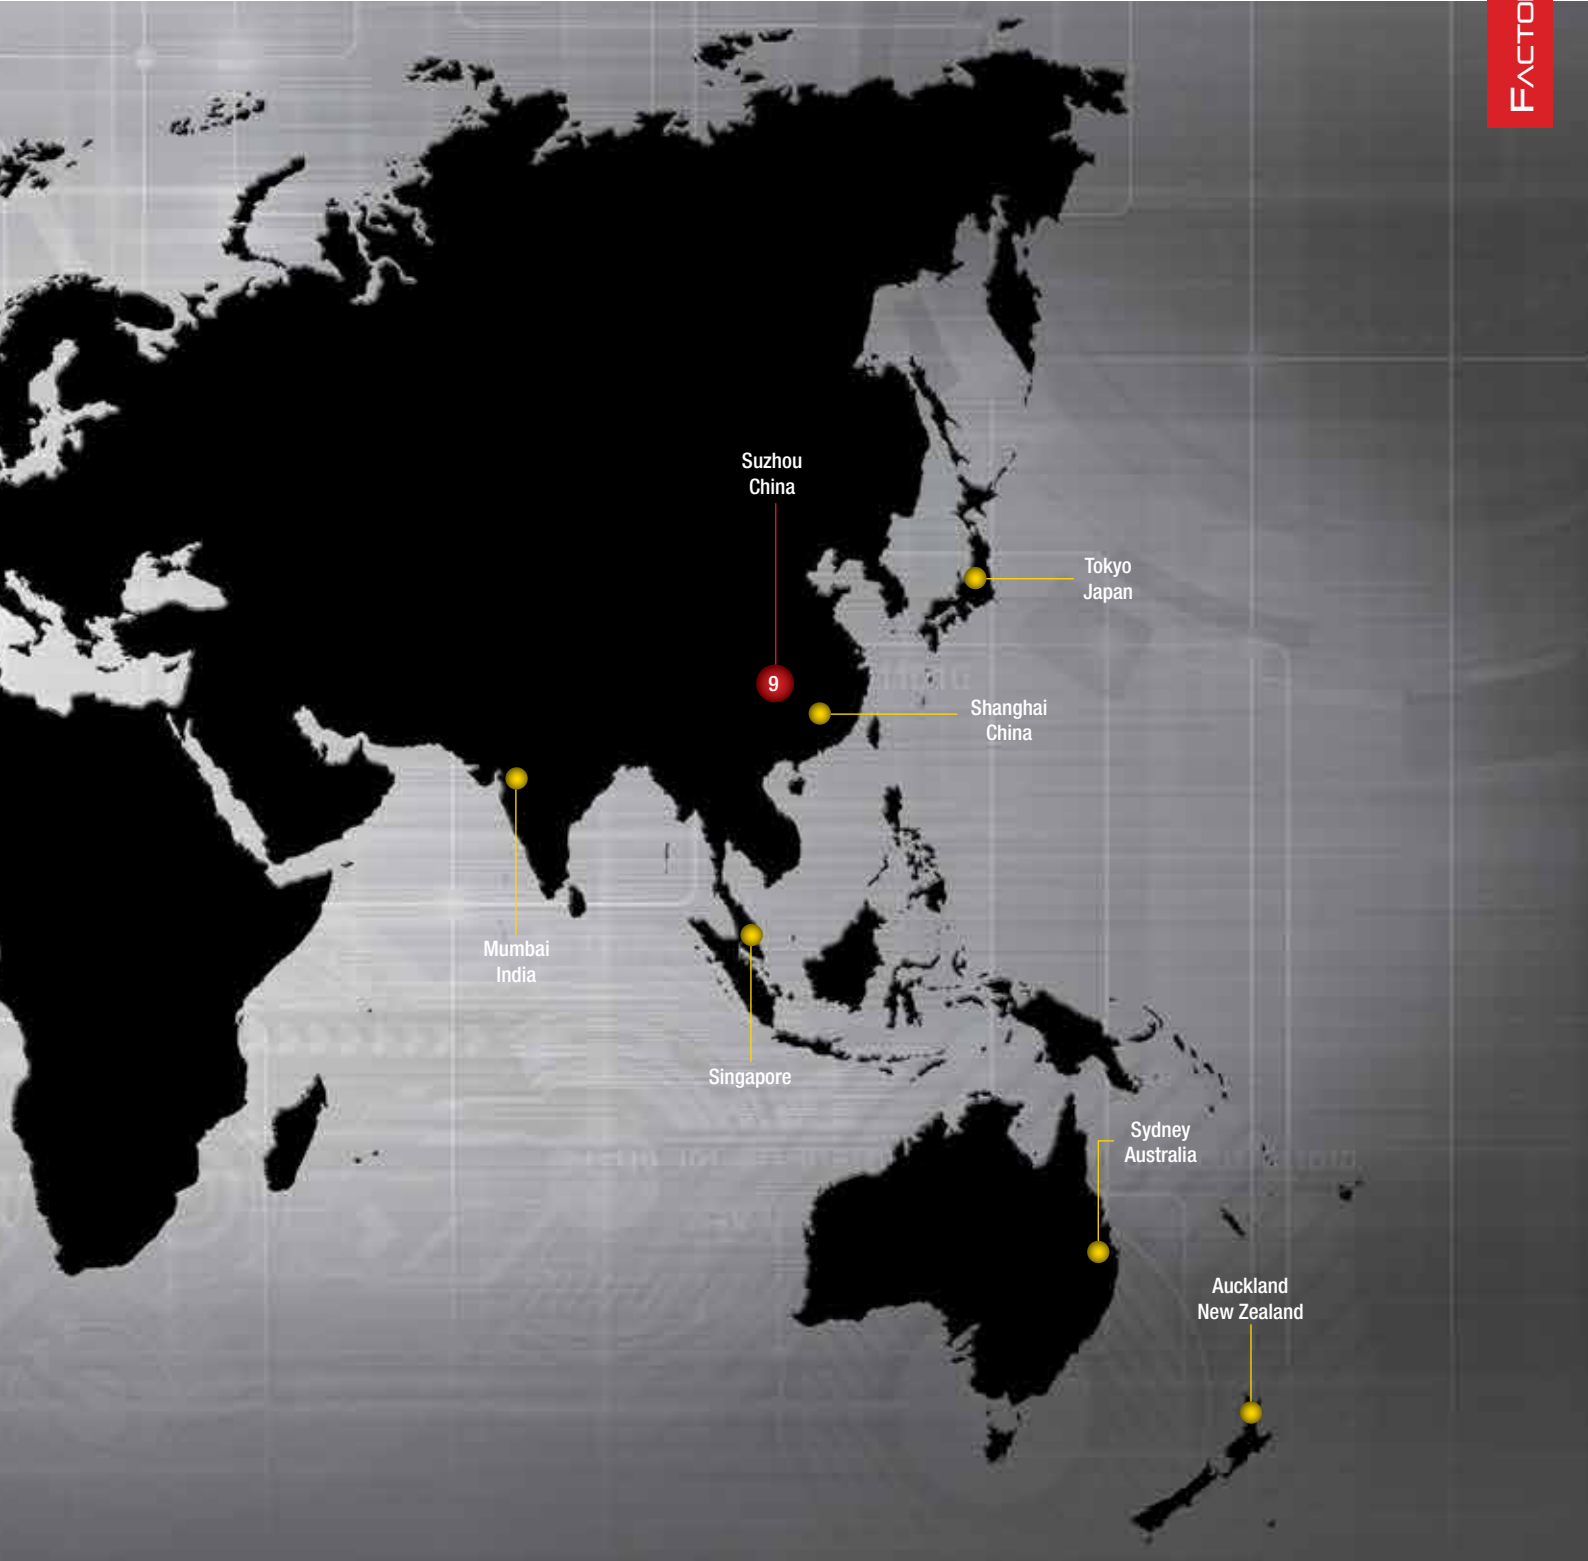 FACTO
Suzhou
China
Tokyo
Japan
9
Shanghai
China
Mumbai
India
Singapore
Sydney
Australia
Auckland
New Zealand